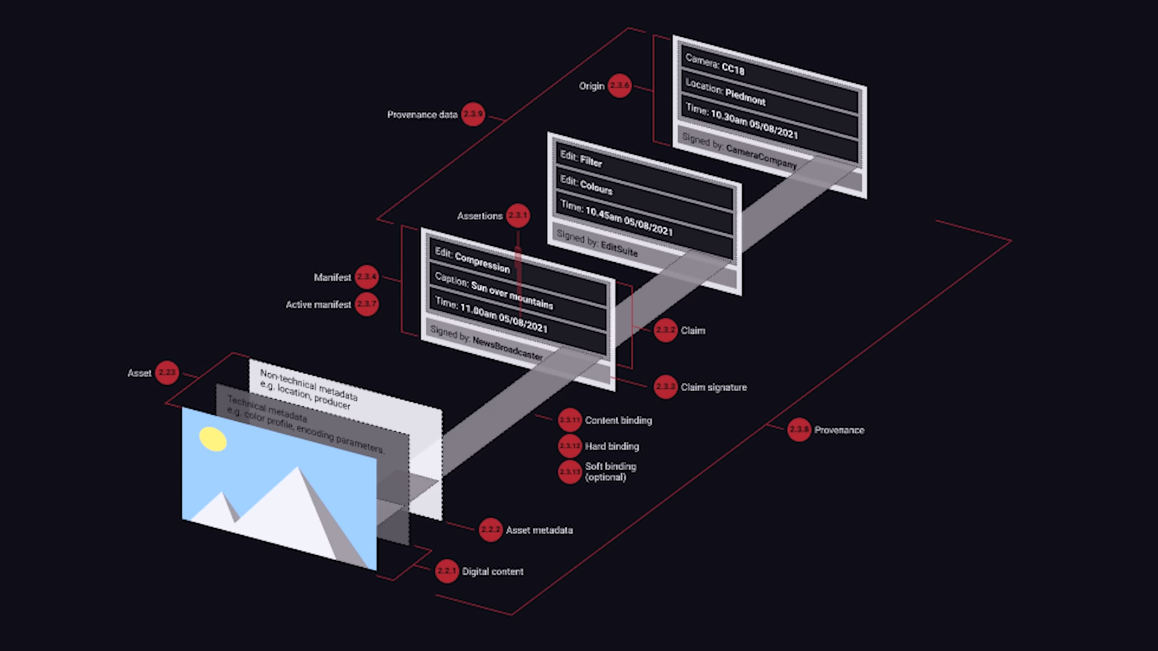 Camera: CC18
Location: Piedmont
Time: 10.30am 05/08/2021
Signed by: CameraCompany
Origin 2.3.6
Provenance data 2.3.9
Edit: Filter
Edit: Colours
Time: 10.45am 05/08/2021
Signed by: EditSuite
Assertions 2.3.1
Edit: Compression
Caption: Sun over mountains
Time: 11.00am 05/08/2021
Signed by: NewsBroadcaster
Manifest 2.3.4
Active manifest 2.3.7
2.3.2 Claim
2.3.3 Claim signature
Asset 2.23
Non-technical metadata
e.g. location, producer
Technical metadata
e.g. color profile, encoding parameters.
2.3.11 Content binding
2.3.12 Hard binding
2.3.13 Soft binding
(optional)
2.3.8 Provenance
2.2.2 Asset metadata
2.2.1 Digital content